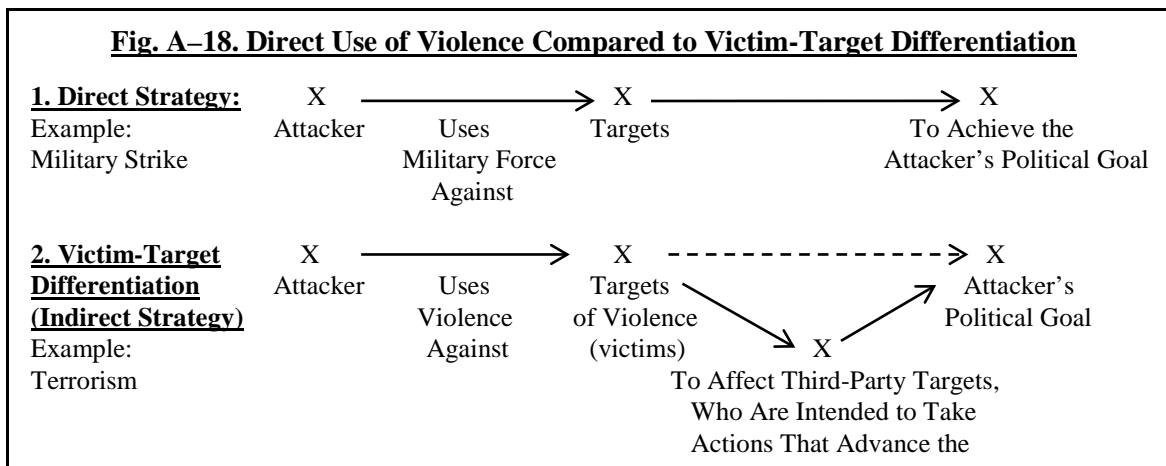 Fig. A–18. Direct Use of Violence Compared to Victim-Target Differentiation
1. Direct Strategy: X X X
Example: Attacker Uses Targets To Achieve the
Military Strike Military Force Attacker’s Political Goal
Against
2. Victim-Target X X X
Differentiation Attacker Uses Targets Attacker’s
(Indirect Strategy) Violence of Violence Political Goal
Example: Against (victims) X
Terrorism To Affect Third-Party Targets,
Who Are Intended to Take
Actions That Advance the